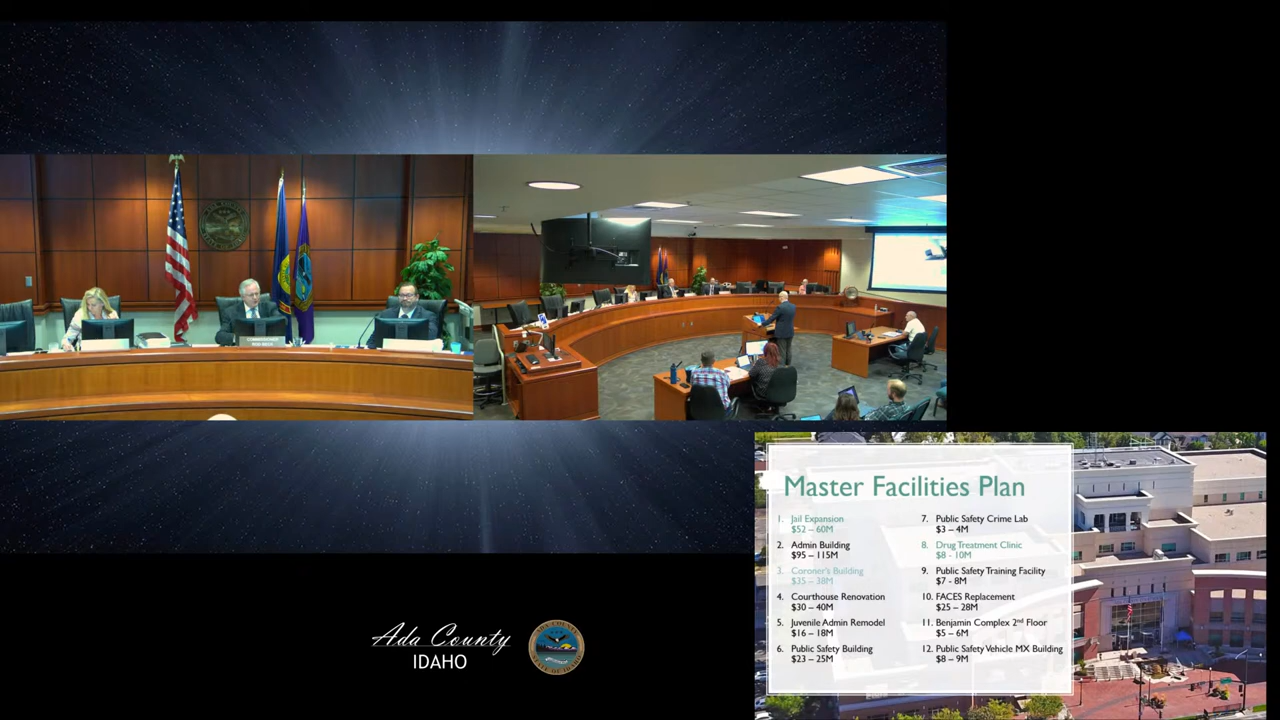 Master Facilities Plan
1. Jail Expansion
$52 – 60M
2. Admin Building
$95 – 115M
3. Coroner's Building
$35 – 38M
4. Courthouse Renovation
$30 – 40M
5. Juvenile Admin Remodel
$16 – 18M
6. Public Safety Building
$23 – 25M
7. Public Safety Crime Lab
$3 – 4M
8. Drug Treatment Clinic
$8 - 10M
9. Public Safety Training Facility
$7 - 8M
10. FACES Replacement
$25 – 28M
11. Benjamin Complex 2nd Floor
$5 – 6M
12. Public Safety Vehicle MX Building
$8 – 9M
Ada County
IDAHO